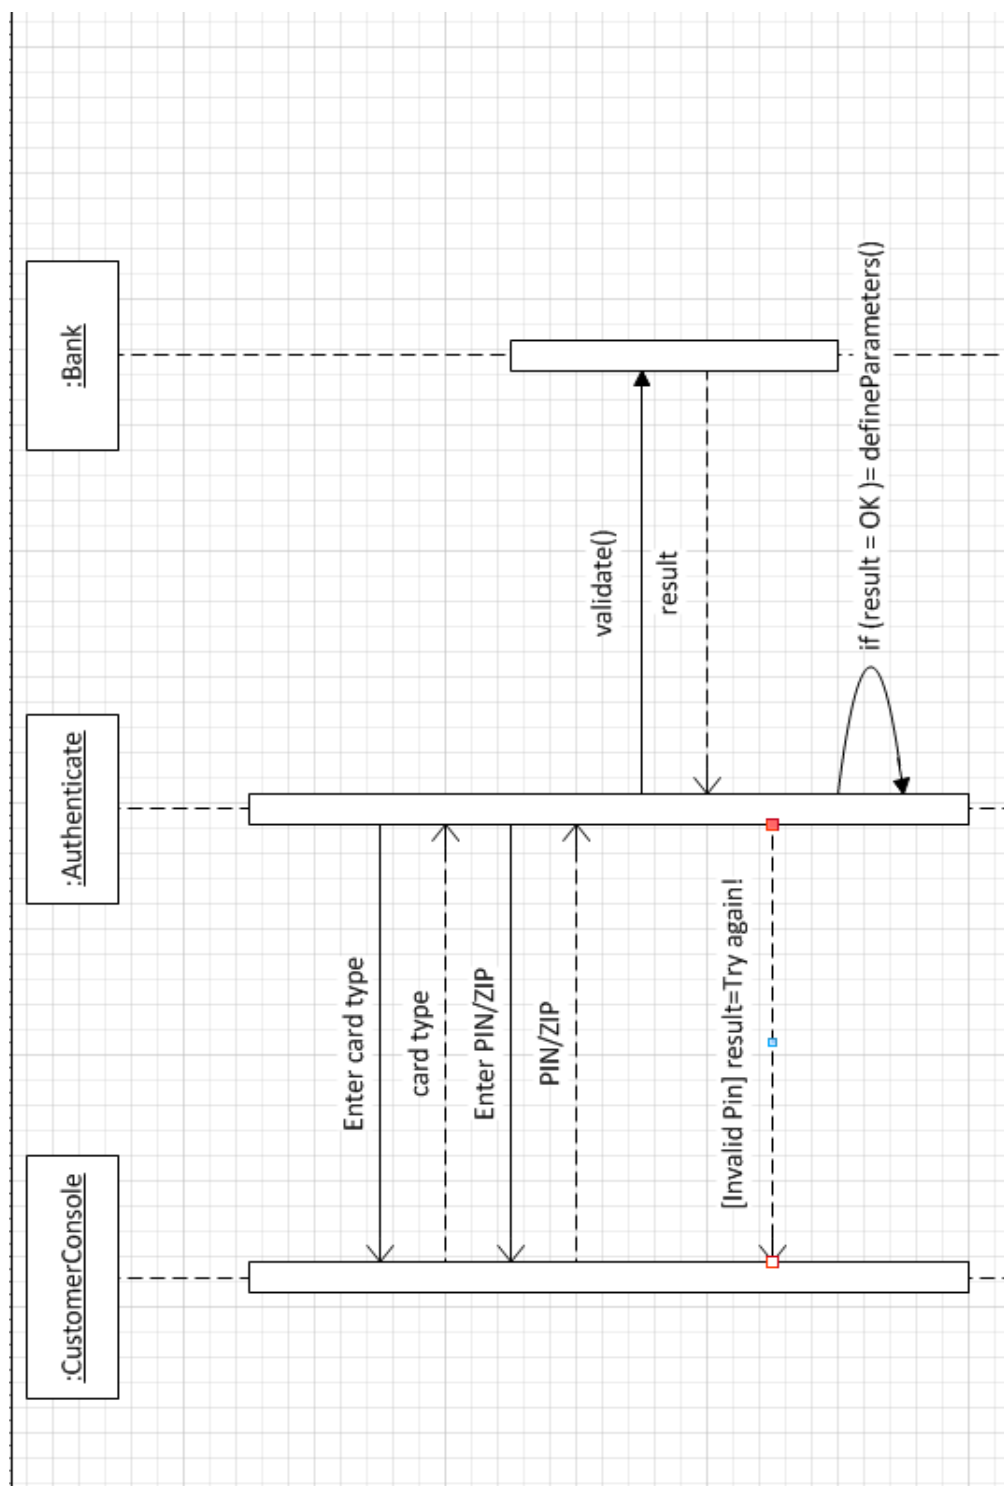 :CustomerConsole
:Authenticate
:Bank
Enter card type
card type
Enter PIN/ZIP
PIN/ZIP
validate()
result
[Invalid Pin] result=Try again!
if (result = OK )= defineParameters()